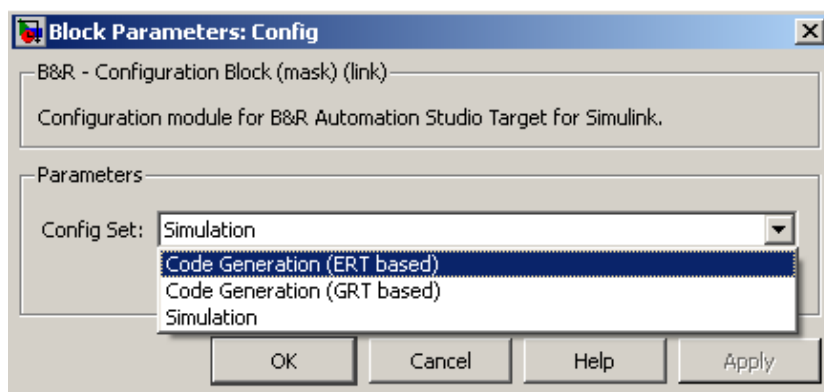 Block Parameters: Config
B&R - Configuration Block (mask) (link)
Configuration module for B&R Automation Studio Target for Simulink.
Parameters
Config Set: Simulation
Code Generation (ERT based)
Code Generation (GRT based)
Simulation
OK Cancel Help Apply